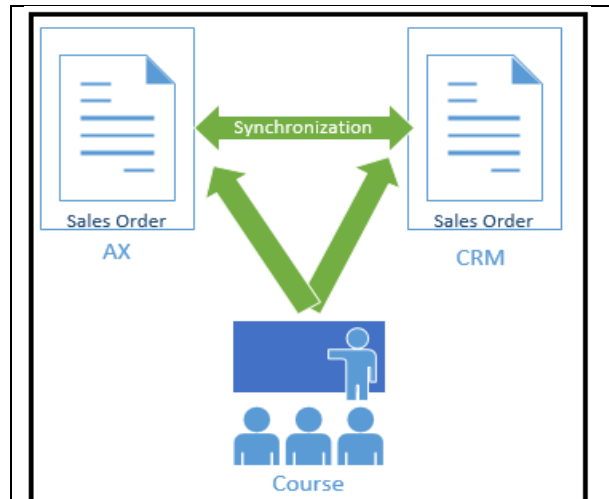 Synchronization
Sales Order
Sales Order
AX
CRM
Course